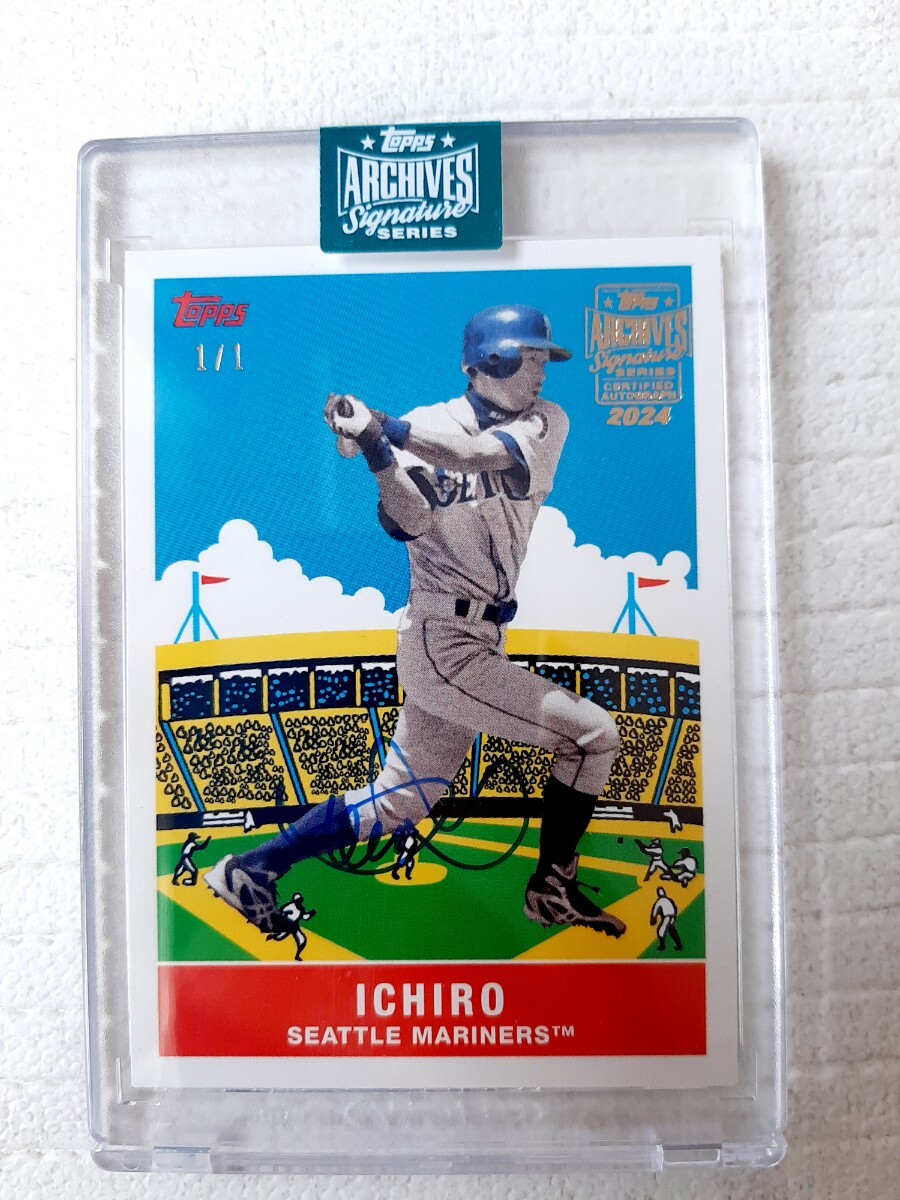 Topps
ARCHIVES
Signature
SERIES
Topps
1/1
Topps
ARCHIVES
Signature
SERIES
CERTIFIED
AUTOGRAPH
2024
ICHIRO
SEATTLE MARINERS™